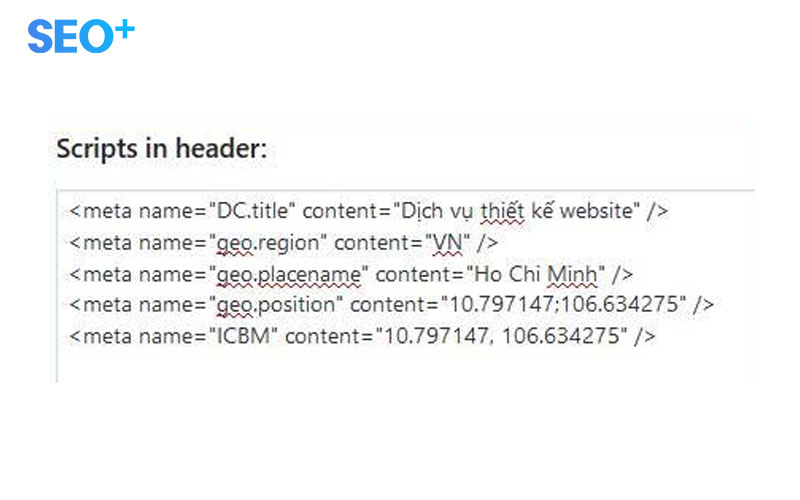 SEO+
Scripts in header:
<meta name="DC.title" content="Dịch vụ thiết kế website" />
<meta name="geo.region" content="VN" />
<meta name="geo.placename" content="Ho Chi Minh" />
<meta name="geo.position" content="10.797147;106.634275" />
<meta name="ICBM" content="10.797147, 106.634275" />